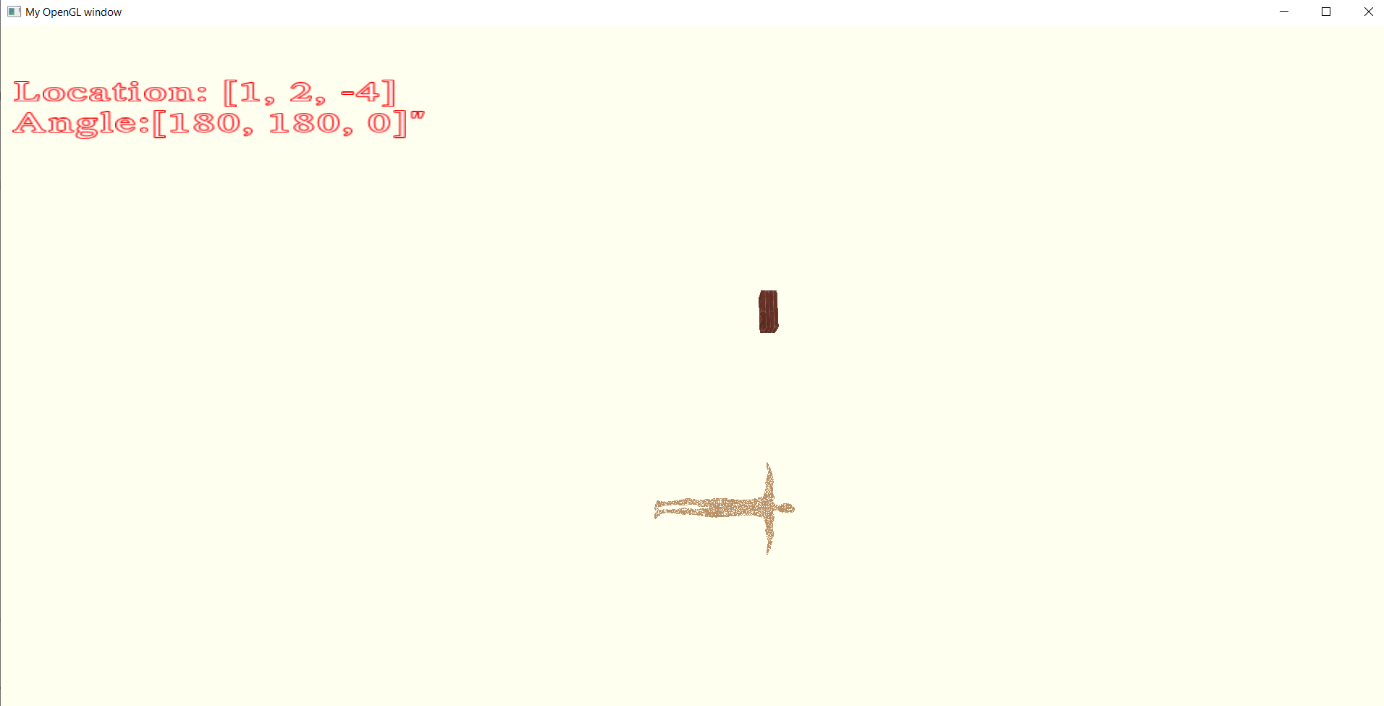 My OpenGL window
Location: [1, 2, -4]
Angle:[180, 180, 0]"